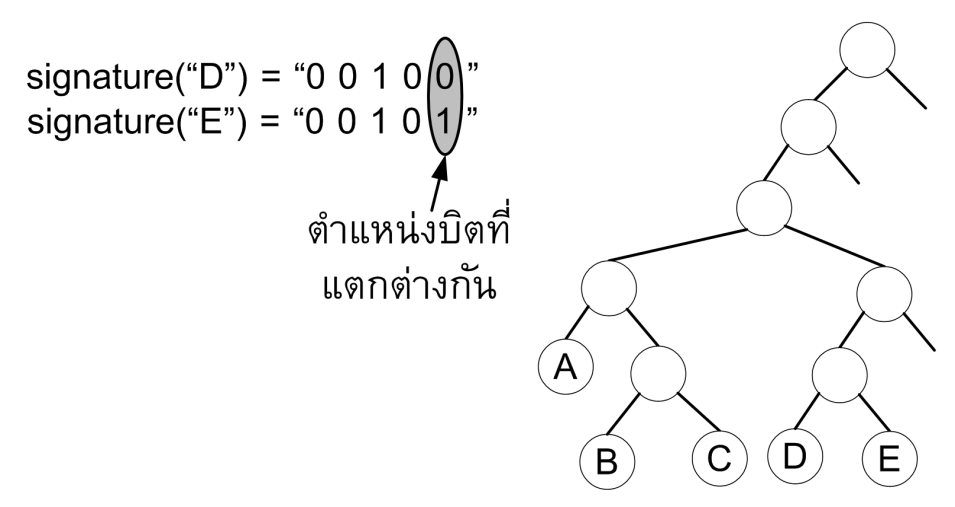 signature(“D”) = “0 0 1 0 0”
signature(“E”) = “0 0 1 0 1”
ตำแหน่งบิตที่
แตกต่างกัน
A
B
C
D
E